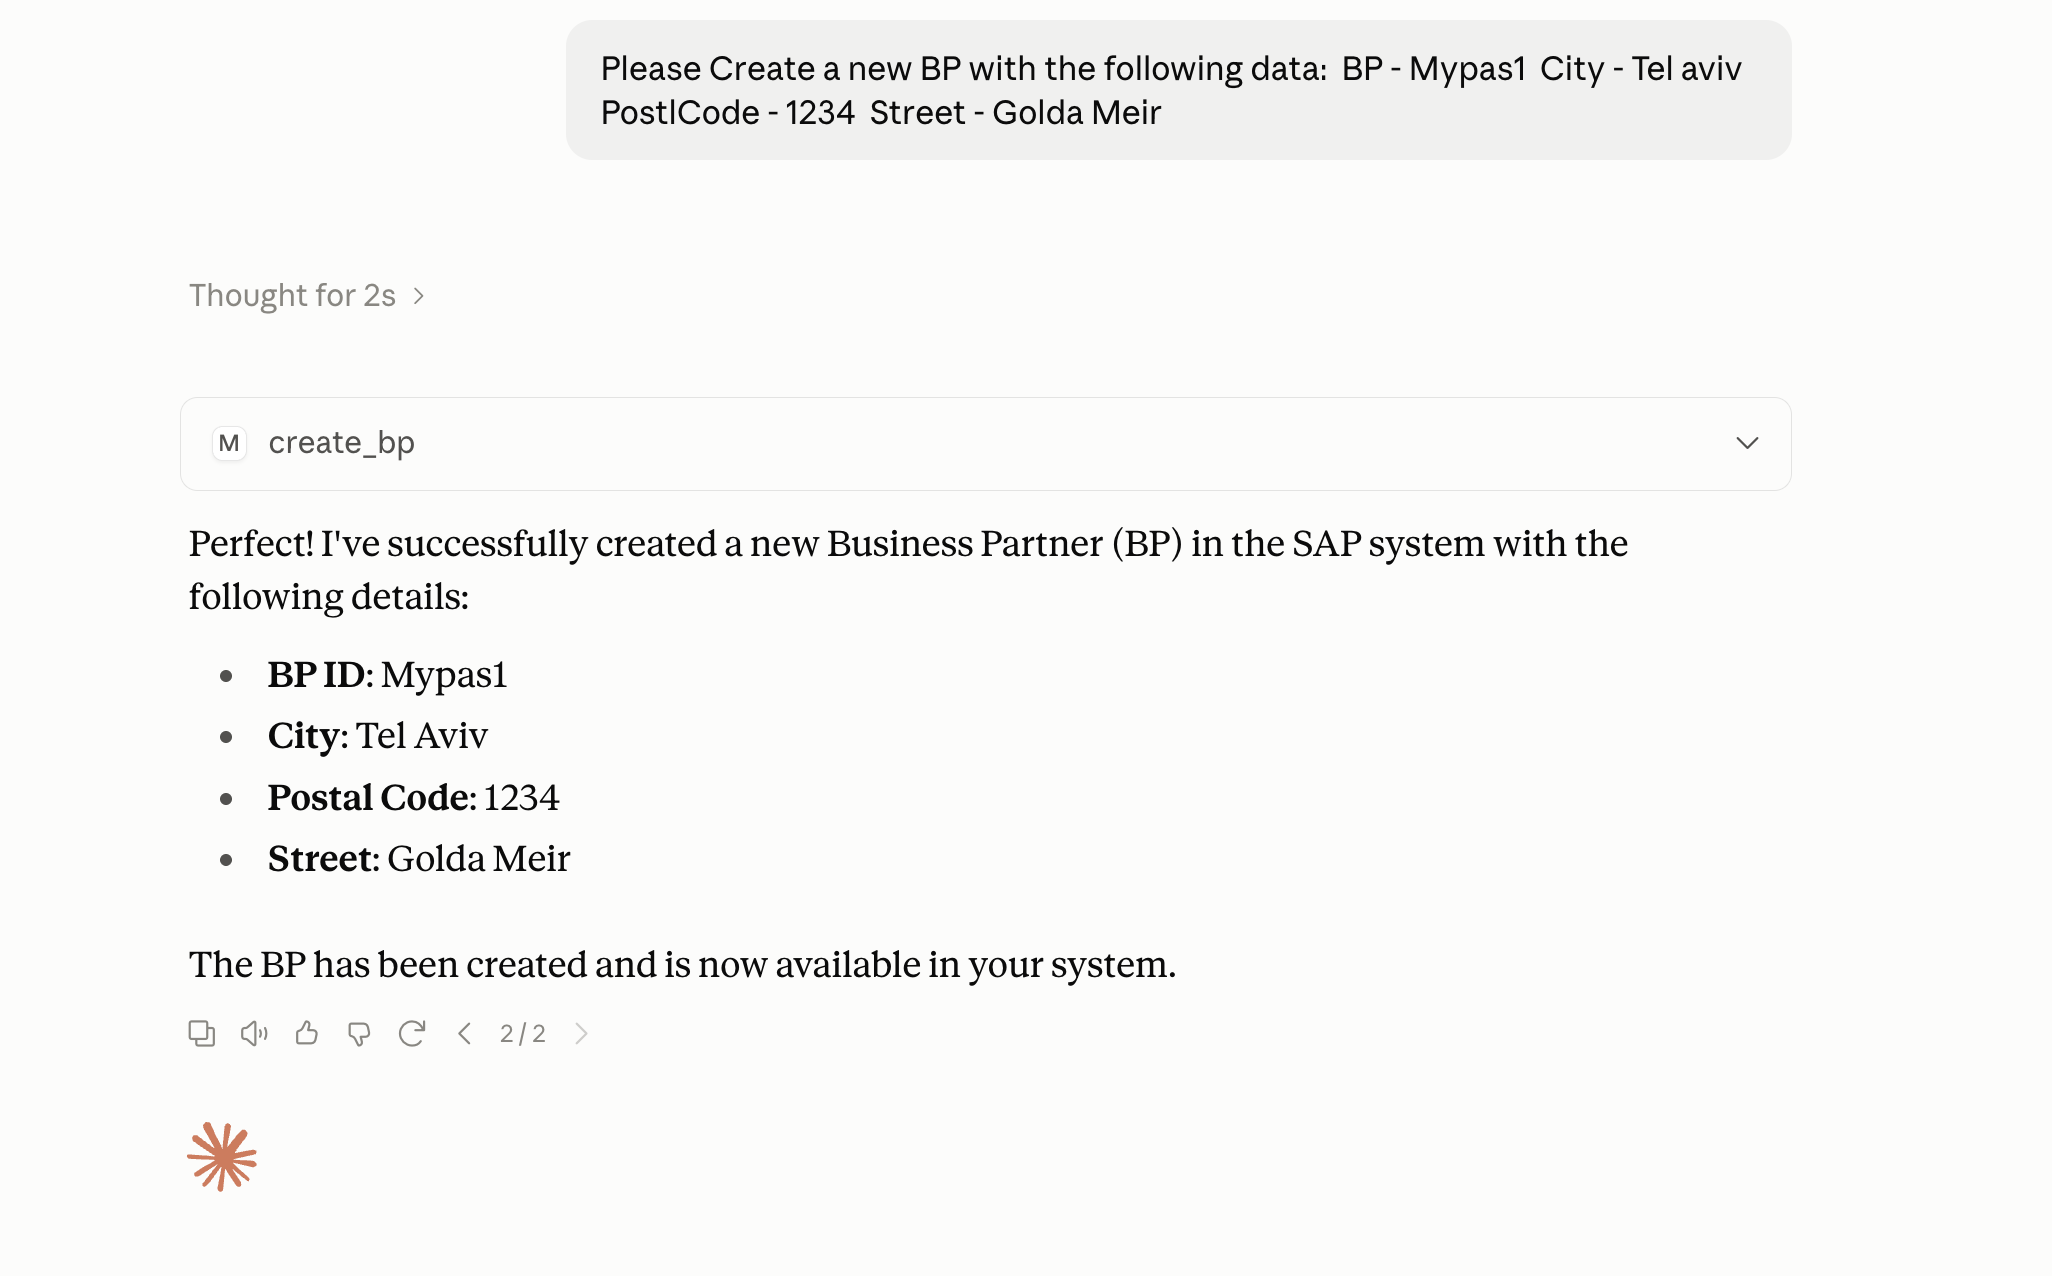 Please Create a new BP with the following data:  BP - Mypas1  City - Tel aviv
PostlCode - 1234  Street - Golda Meir
Thought for 2s
M create_bp
Perfect! I've successfully created a new Business Partner (BP) in the SAP system with the
following details:
BP ID: Mypas1
City: Tel Aviv
Postal Code: 1234
Street: Golda Meir
The BP has been created and is now available in your system.
2 / 2